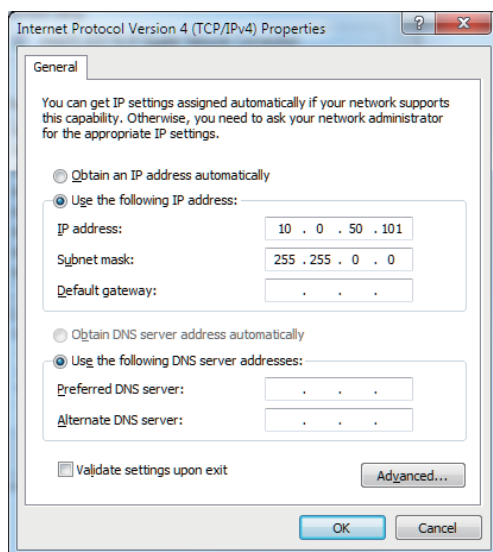 Internet Protocol Version 4 (TCP/IPv4) Properties
General
You can get IP settings assigned automatically if your network supports
this capability. Otherwise, you need to ask your network administrator
for the appropriate IP settings.
Obtain an IP address automatically
Use the following IP address:
IP address: 10 . 0 . 50 . 101
Subnet mask: 255 . 255 . 0 . 0
Default gateway: . . .
Obtain DNS server address automatically
Use the following DNS server addresses:
Preferred DNS server: . . .
Alternate DNS server: . . .
Validate settings upon exit
Advanced...
OK Cancel